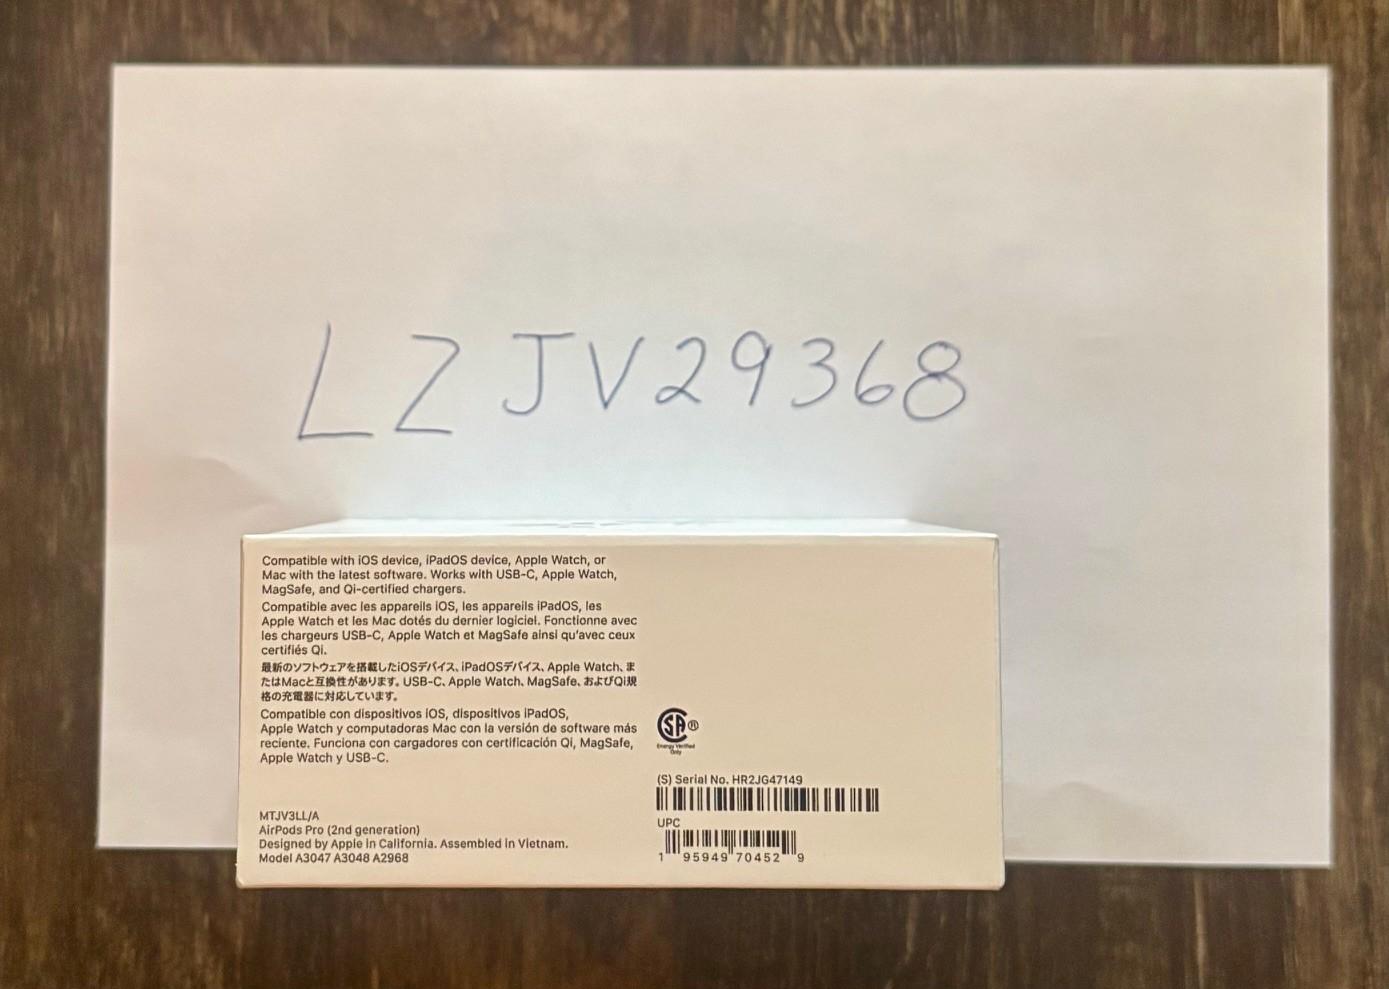 LZJV29368
Compatible with iOS device, iPadOS device, Apple Watch, or
Mac with the latest software. Works with USB-C, Apple Watch,
MagSafe, and Qi-certified chargers.
Compatible avec les appareils iOS, les appareils iPadOS, les
Apple Watch et les Mac dotés du dernier logiciel. Fonctionne avec
les chargeurs USB-C, Apple Watch et MagSafe ainsi qu'avec ceux
certifiés Qi.
最新のソフトウェアを搭載したiOSデバイス、iPadOSデバイス、Apple Watch、ま
たはMacと互換性があります。USB-C、Apple Watch、MagSafe、およびQi規
格の充電器に対応しています。
Compatible con dispositivos iOS, dispositivos iPadOS,
Apple Watch y computadoras Mac con la versión de software más
reciente. Funciona con cargadores con certificación Qi, MagSafe,
Apple Watch y USB-C.
MTJV3LL/A
AirPods Pro (2nd generation)
Designed by Apple in California. Assembled in Vietnam.
Model A3047 A3048 A2968
SA®
Energy Verified
Only
(S) Serial No. HR2JG47149
UPC
1 95949 70452 9